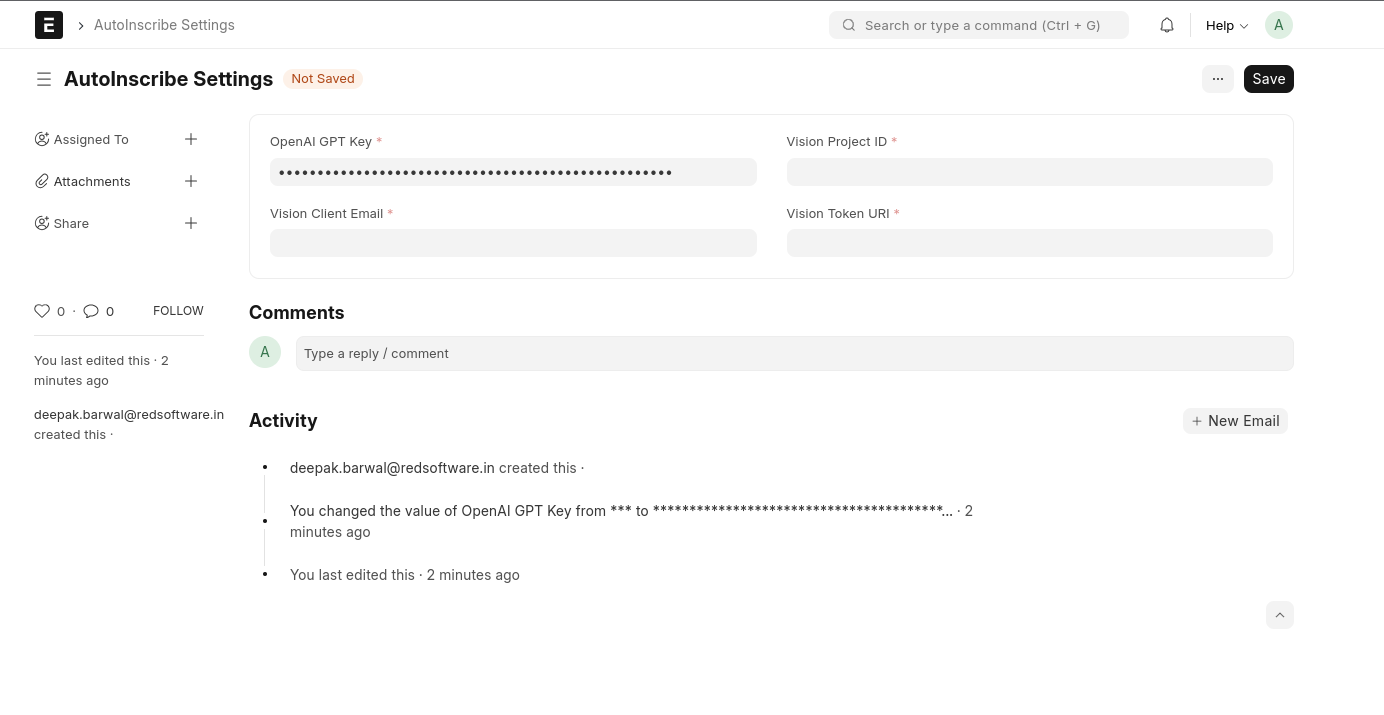 E
AutoInscribe Settings
Search or type a command (Ctrl + G)
Help
A
AutoInscribe Settings
Not Saved
...
Save
Assigned To
Attachments
Share
0 · 0
FOLLOW
You last edited this · 2
minutes ago
deepak.barwal@redsoftware.in
created this ·
OpenAI GPT Key *
•••••••••••••••••••••••••••••••••••••••••••••••••••
Vision Project ID *
Vision Client Email *
Vision Token URI *
Comments
A
Type a reply / comment
Activity
+ New Email
deepak.barwal@redsoftware.in created this ·
You changed the value of OpenAI GPT Key from *** to ****************************************... · 2
minutes ago
You last edited this · 2 minutes ago